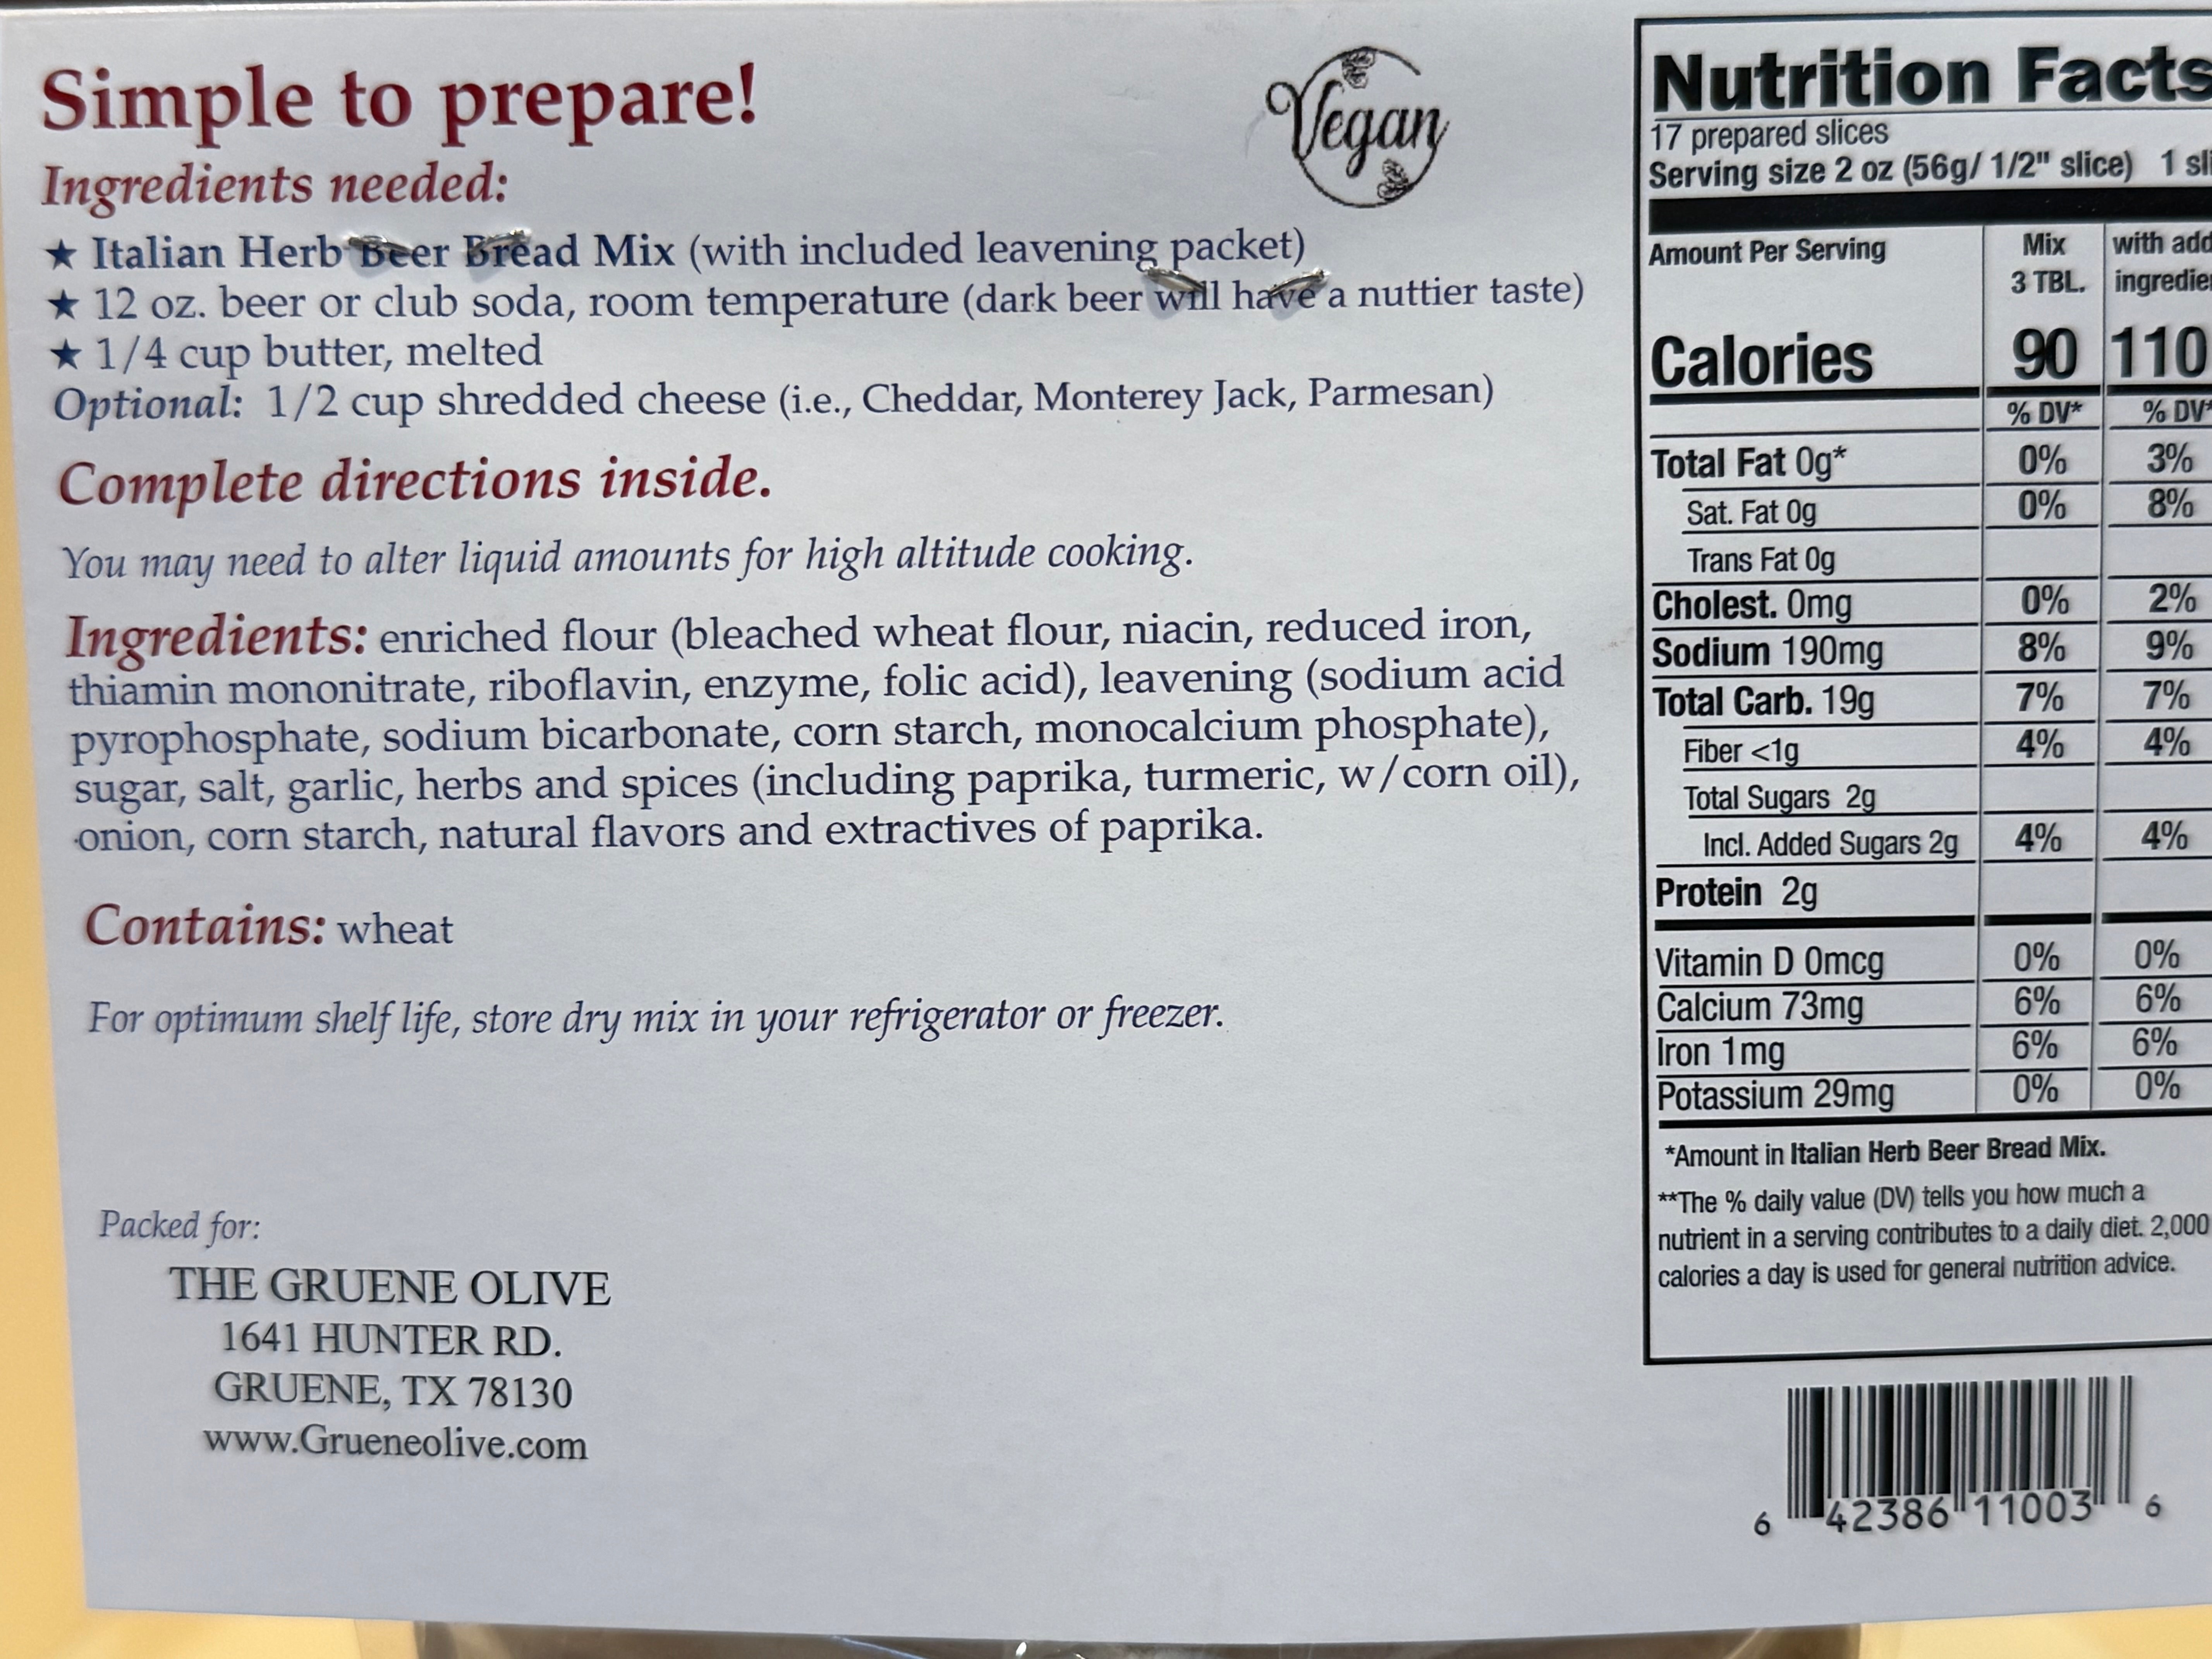 Simple to prepare!
Vegan
Ingredients needed:
★ Italian Herb Beer Bread Mix (with included leavening packet)
★ 12 oz. beer or club soda, room temperature (dark beer will have a nuttier taste)
★ 1/4 cup butter, melted
Optional: 1/2 cup shredded cheese (i.e., Cheddar, Monterey Jack, Parmesan)
Complete directions inside.
You may need to alter liquid amounts for high altitude cooking.
Ingredients: enriched flour (bleached wheat flour, niacin, reduced iron,
thiamin mononitrate, riboflavin, enzyme, folic acid), leavening (sodium acid
pyrophosphate, sodium bicarbonate, corn starch, monocalcium phosphate),
sugar, salt, garlic, herbs and spices (including paprika, turmeric, w/corn oil),
onion, corn starch, natural flavors and extractives of paprika.
Contains: wheat
For optimum shelf life, store dry mix in your refrigerator or freezer.
Packed for:
THE GRUENE OLIVE
1641 HUNTER RD.
GRUENE, TX 78130
www.Grueneolive.com
Nutrition Facts
17 prepared slices
Serving size 2 oz (56g/ 1/2" slice) 1
Amount Per Serving Mix with
3 TBL.
Calories 90 110
% DV* % DV*
Total Fat 0g* 0% 3%
Sat. Fat 0g 0% 8%
Trans Fat 0g
Cholest. 0mg 0% 2%
Sodium 190mg 8% 9%
Total Carb. 19g 7% 7%
Fiber <1g 4% 4%
Total Sugars 2g
Incl. Added Sugars 2g 4% 4%
Protein 2g
Vitamin D 0mcg 0% 0%
Calcium 73mg 6% 6%
Iron 1mg 6% 6%
Potassium 29mg 0% 0%
*Amount in Italian Herb Beer Bread Mix.
**The % daily value (DV) tells you how much a
nutrient in a serving contributes to a daily diet. 2,000
calories a day is used for general nutrition advice.
6 42386 11003 6